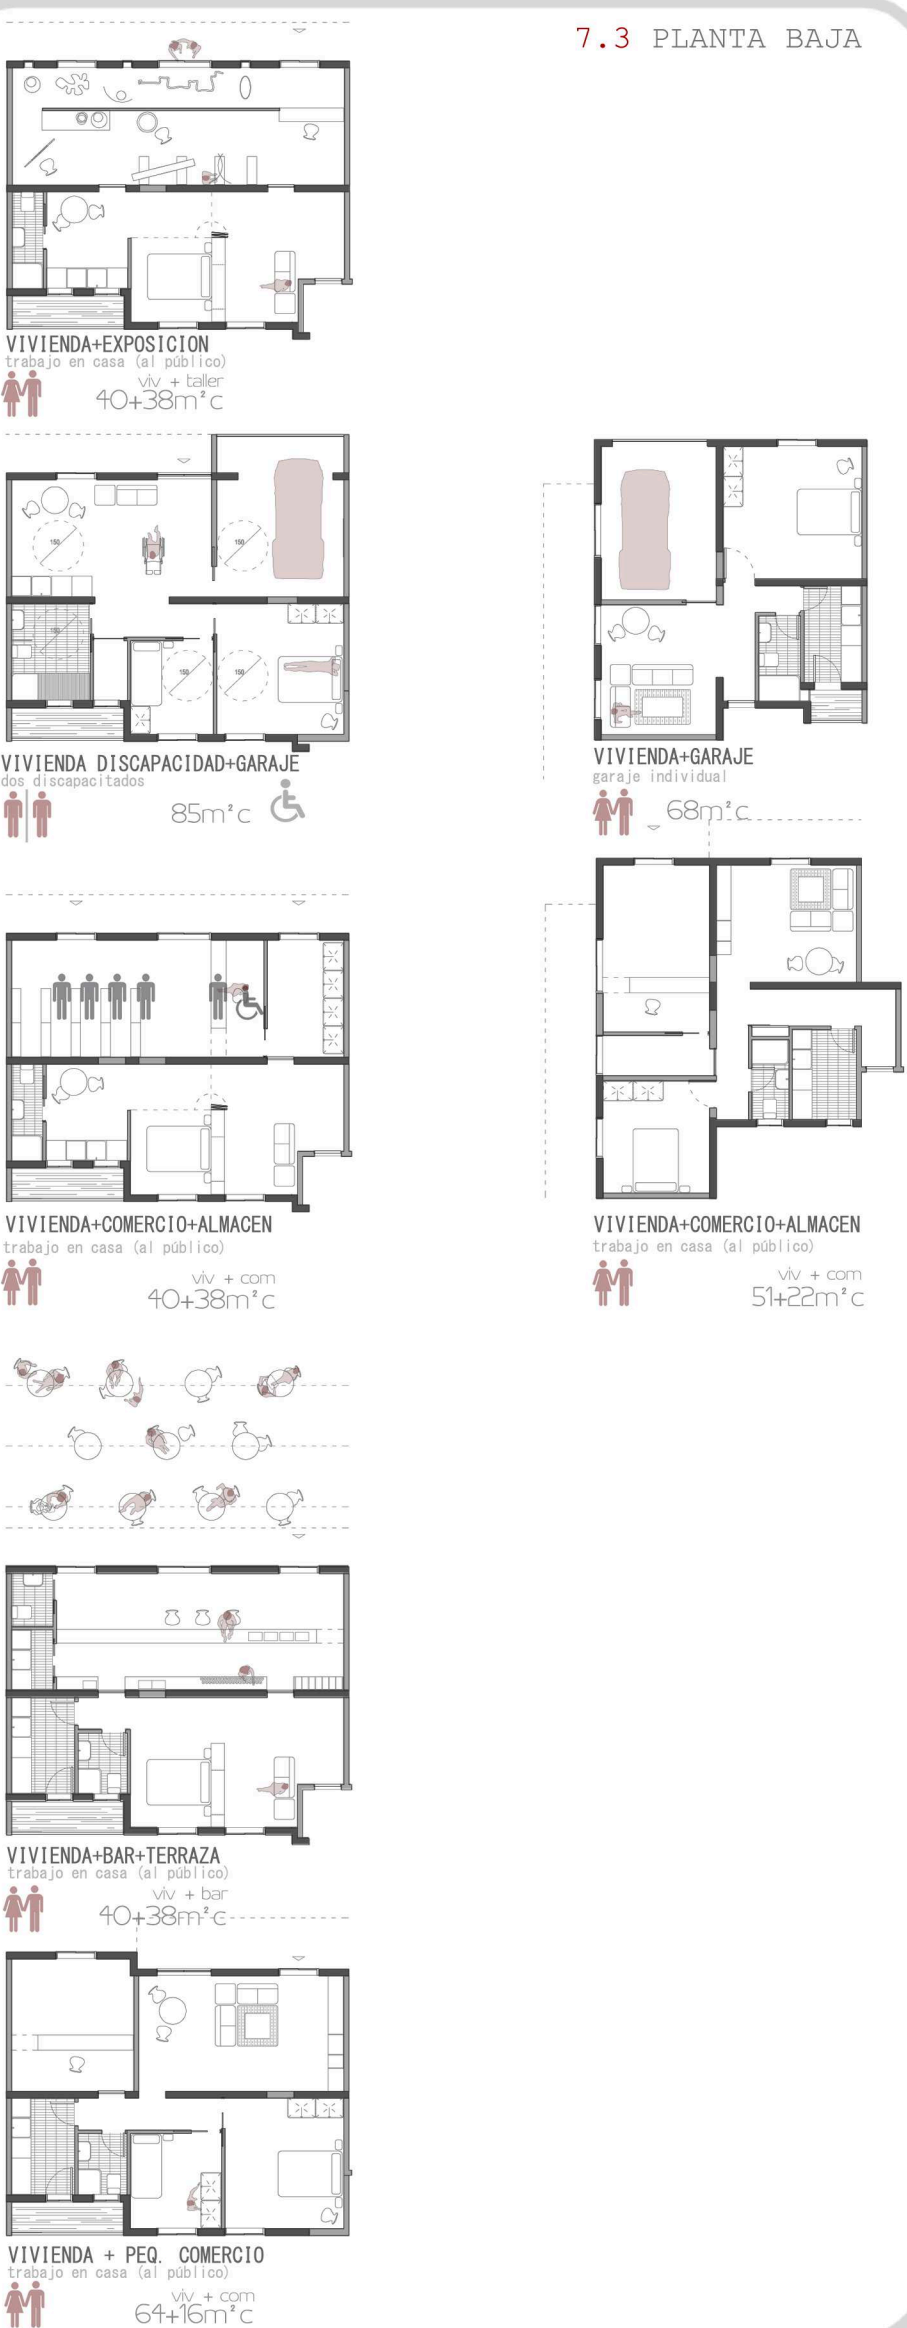 7.3 PLANTA BAJA
VIVIENDA+EXPOSICION
trabajo en casa (al público)
viv + taller
40+38m²c
150
150
150
150
150
VIVIENDA DISCAPACIDAD+GARAJE
dos discapacitados
85m²c
VIVIENDA+GARAJE
garaje individual
68m²c
VIVIENDA+COMERCIO+ALMACEN
trabajo en casa (al público)
viv + com
40+38m²c
VIVIENDA+COMERCIO+ALMACEN
trabajo en casa (al público)
viv + com
51+22m²c
VIVIENDA+BAR+TERRAZA
trabajo en casa (al público)
viv + bar
40+38m²c
VIVIENDA + PEQ. COMERCIO
trabajo en casa (al público)
viv + com
64+16m²c